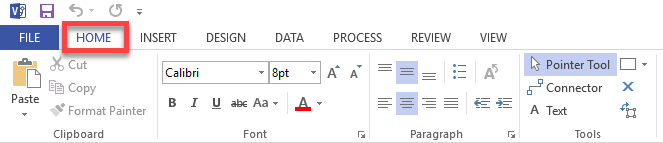 FILE HOME INSERT DESIGN DATA PROCESS REVIEW VIEW
Paste
Cut
Copy
Format Painter
Clipboard
Calibri 8pt A A
B I U abc Aa A
Font
A
Paragraph
Pointer Tool
Connector
A Text
Tools